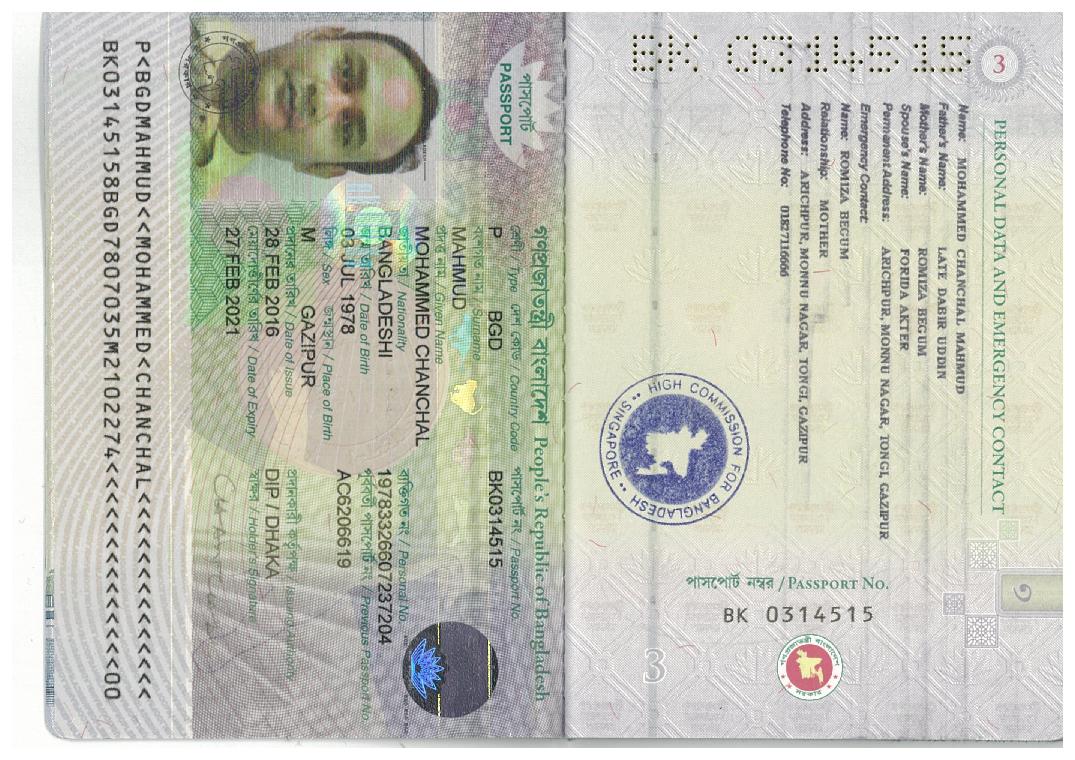 3
PERSONAL DATA AND EMERGENCY CONTACT
Name: MOHAMMED CHANCHAL MAHMUD
Father's Name: LATE DABIR UDDIN
Mother's Name: ROMIZA BEGUM
Spouse's Name: FORIDA AKTER
Permanent Address: ARICHPUR, MONNU NAGAR, TONGI, GAZIPUR
Emergency Contact:
Name: ROMIZA BEGUM
Relationship: MOTHER
Address: ARICHPUR, MONNU NAGAR, TONGI, GAZIPUR
Telephone No: 01827116666
BK 0314515
HIGH COMMISSION FOR BANGLADESH
SINGAPORE
পাসপোর্ট নম্বর / PASSPORT No.
BK 0314515
গণপ্রজাতন্ত্রী বাংলাদেশ
সরকার
3
৩
গণপ্রজাতন্ত্রী বাংলাদেশ People's Republic of Bangladesh
পাসপোর্ট
PASSPORT
শ্রেণী / Type দেশ কোড / Country Code পাসপোর্ট নং / Passport No.
P BGD BK0314515
বংশগত নাম / Surname
MAHMUD
প্রদত্ত নাম / Given Name
MOHAMMED CHANCHAL
জাতীয়তা / Nationality ব্যক্তিগত নং / Personal No.
BANGLADESHI 19783326607237204
জন্ম তারিখ / Date of Birth পূর্ববর্তী পাসপোর্ট নং / Previous Passport No.
03 JUL 1978 AC6206619
লিঙ্গ / Sex জন্মস্থান / Place of Birth
M GAZIPUR
প্রদানের তারিখ / Date of Issue প্রদানকারী কর্তৃপক্ষ / Issuing Authority
28 FEB 2016 DIP / DHAKA
মেয়াদোত্তীর্ণের তারিখ / Date of Expiry স্বাক্ষর / Holder's Signature
27 FEB 2021
P<BGDMAHMUD<<MOHAMMED<CHANCHAL<<<<<<<<<<<<<<
BK03145158BGD7807035M2102274<<<<<<<<<<<<<<00